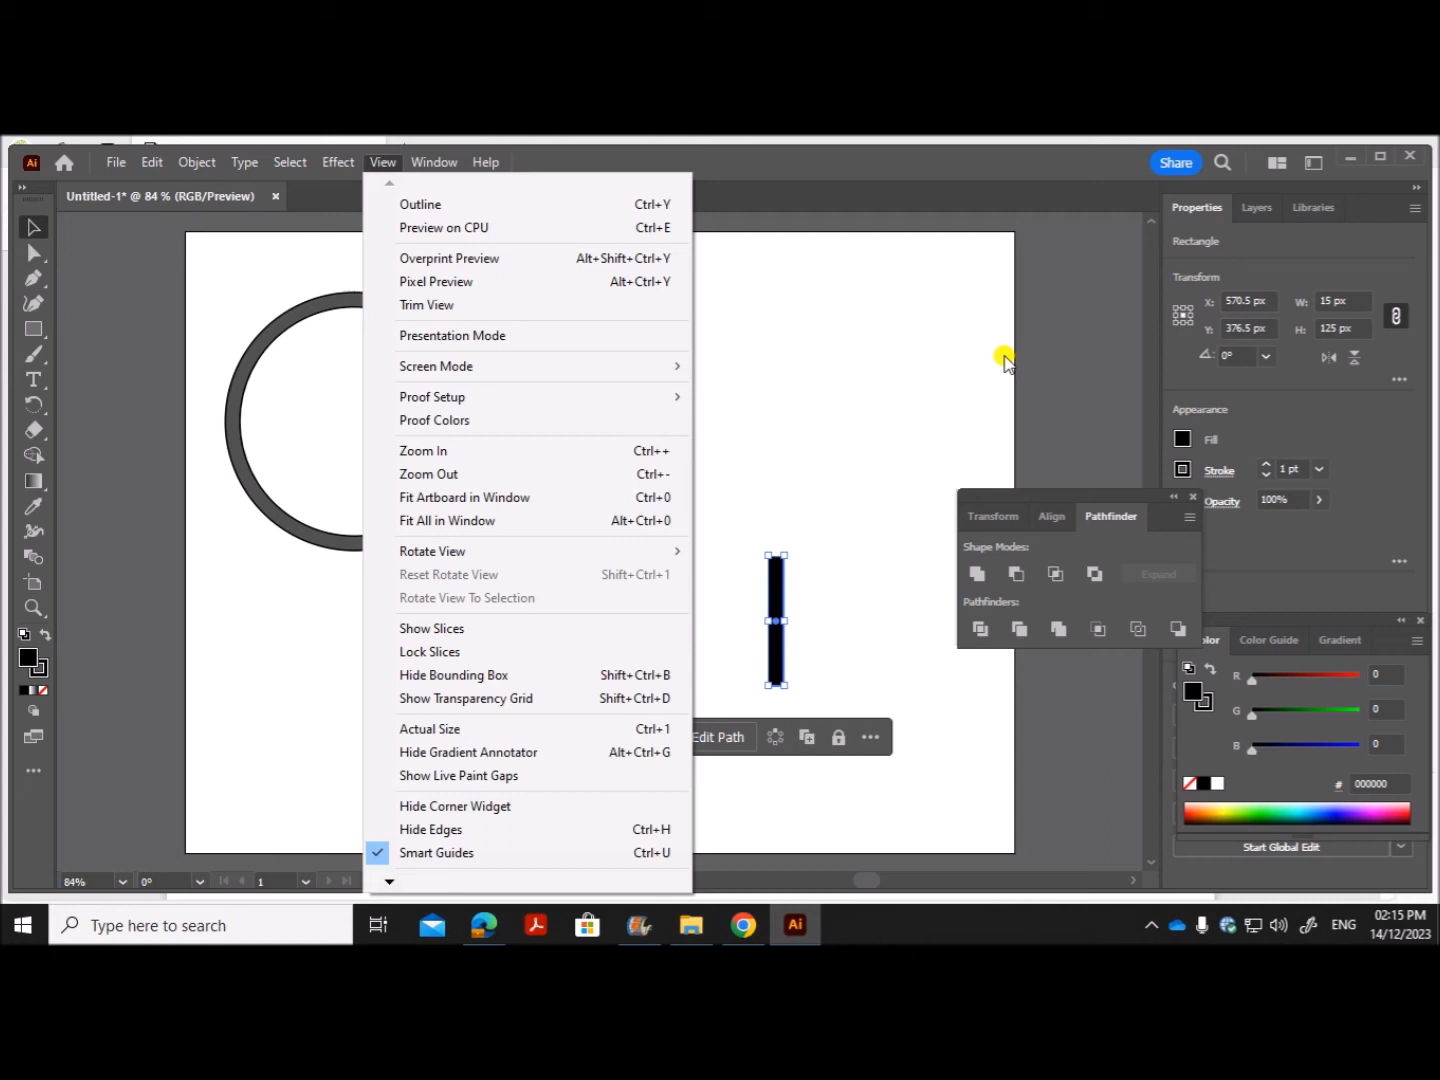 Ai File Edit Object Type Select Effect View Window Help Share
Untitled-1* @ 84 % (RGB/Preview) ×
Outline Ctrl+Y
Preview on CPU Ctrl+E
Overprint Preview Alt+Shift+Ctrl+Y
Pixel Preview Alt+Ctrl+Y
Trim View
Presentation Mode
Screen Mode
Proof Setup
Proof Colors
Zoom In Ctrl++
Zoom Out Ctrl+-
Fit Artboard in Window Ctrl+0
Fit All in Window Alt+Ctrl+0
Rotate View
Reset Rotate View Shift+Ctrl+1
Rotate View To Selection
Show Slices
Lock Slices
Hide Bounding Box Shift+Ctrl+B
Show Transparency Grid Shift+Ctrl+D
Actual Size Ctrl+1
Hide Gradient Annotator Alt+Ctrl+G
Show Live Paint Gaps
Hide Corner Widget
Hide Edges Ctrl+H
Smart Guides Ctrl+U
Edit Path
Properties Layers Libraries
Rectangle
Transform
X: 570.5 px W: 15 px
Y: 376.5 px H: 125 px
0°
Appearance
Fill
Stroke 1 pt
Opacity 100%
Transform Align Pathfinder
Shape Modes:
Expand
Pathfinders:
olor Color Guide Gradient
R 0
G 0
B 0
# 000000
Start Global Edit
84% 0° 1
Type here to search
Ai
ENG
02:15 PM
14/12/2023